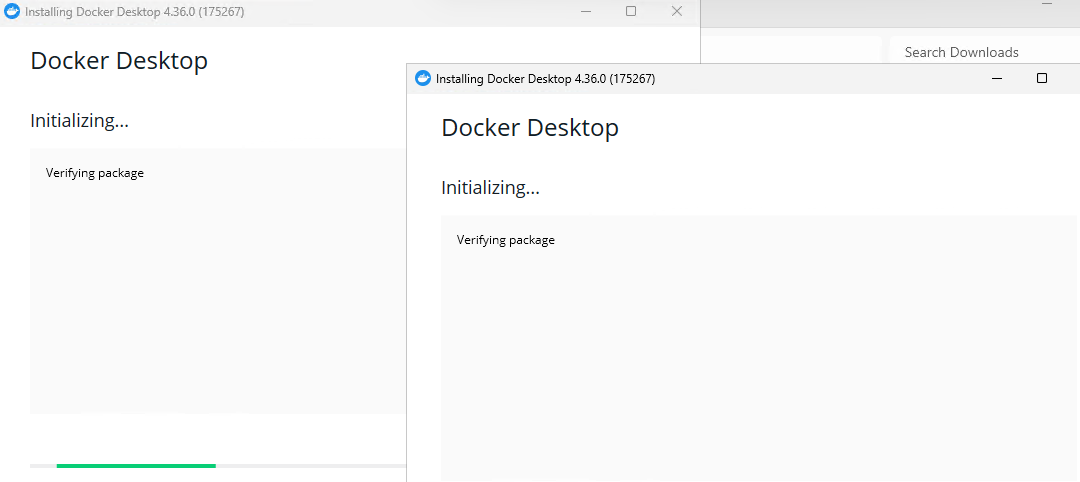 Installing Docker Desktop 4.36.0 (175267)
Docker Desktop
Initializing...
Verifying package
Search Downloads
Installing Docker Desktop 4.36.0 (175267)
Docker Desktop
Initializing...
Verifying package